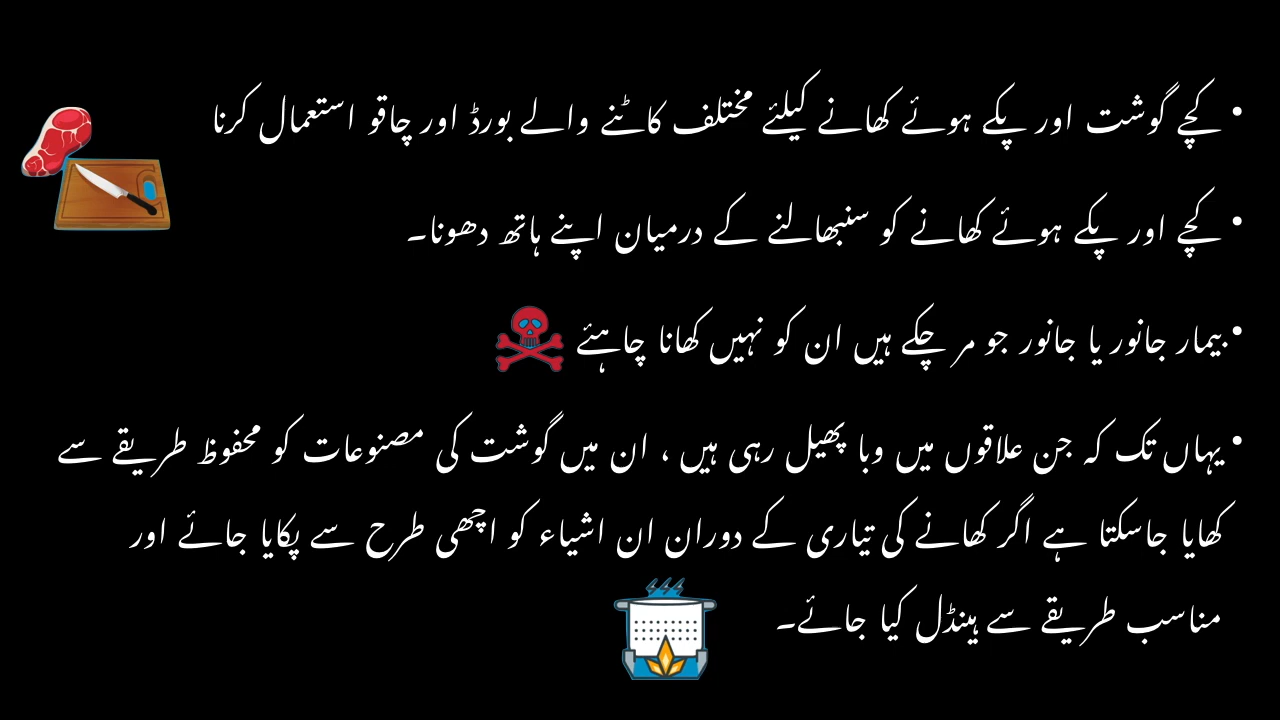 • کچے گوشت اور پکے ہوئے کھانے کیلئے مختلف کاٹنے والے بورڈ اور چاقو استعمال کرنا
• کچے اور پکے ہوئے کھانے کو سنبھالنے کے درمیان اپنے ہاتھ دھونا۔
• بیمار جانور یا جانور جو مر چکے ہیں ان کو نہیں کھانا چاہئے
• یہاں تک کہ جن علاقوں میں وبا پھیل رہی ہیں ، ان میں گوشت کی مصنوعات کو محفوظ طریقے سے
کھایا جاسکتا ہے اگر کھانے کی تیاری کے دوران ان اشیاء کو اچھی طرح سے پکایا جائے اور
مناسب طریقے سے ہینڈل کیا جائے۔